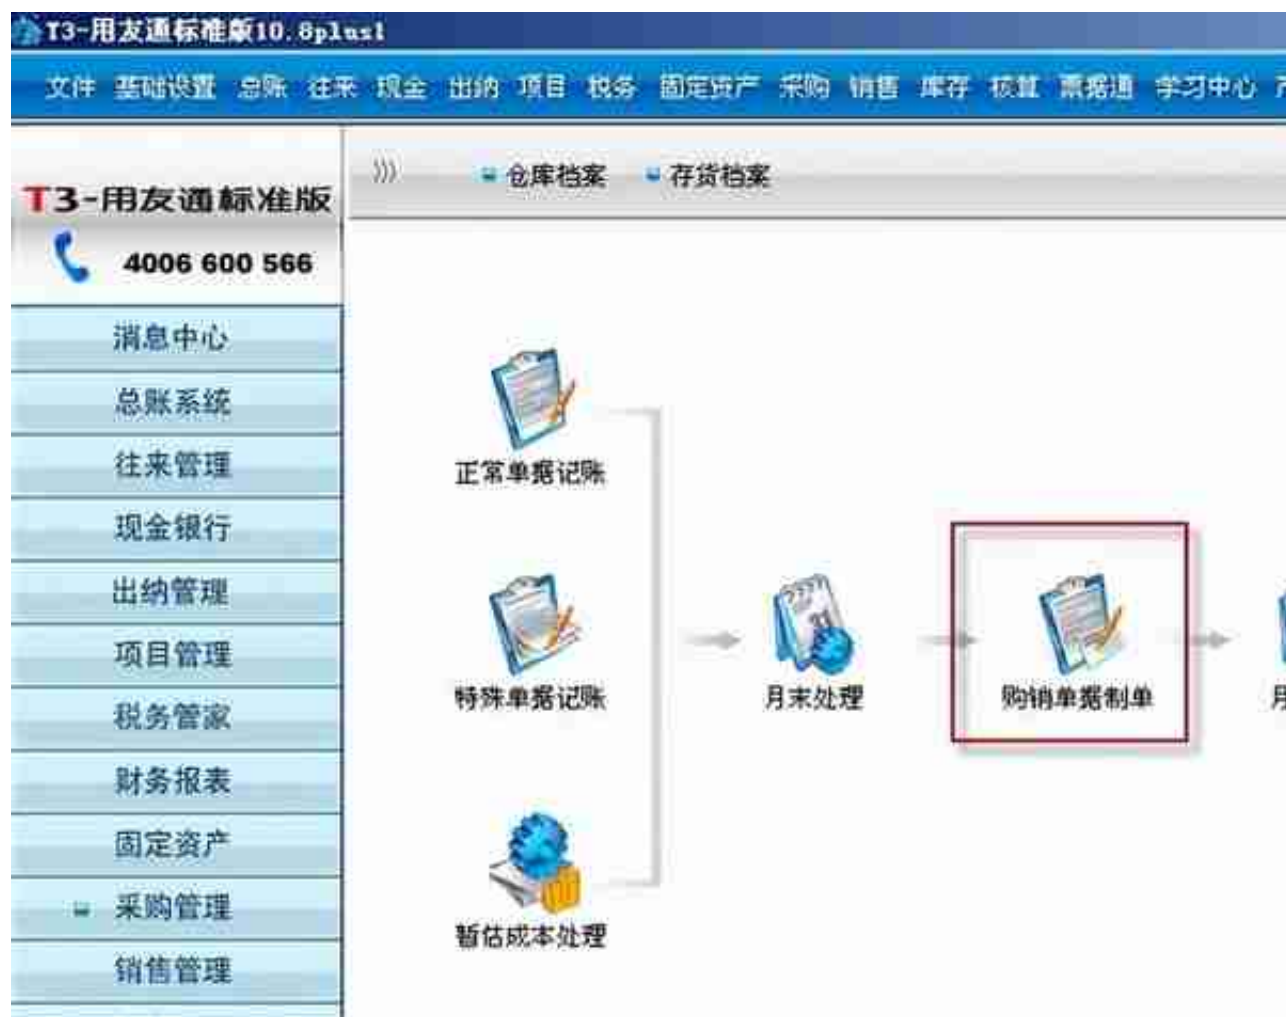 T3-用友通标准版10.8plus1
文件 基础设置 总账 往来 现金 出纳 项目 税务 固定资产 采购 销售 库存 核算 票据通 学习中心
仓库档案 存货档案
T3-用友通标准版
4006 600 566
消息中心
总账系统
往来管理
现金银行
出纳管理
项目管理
税务管家
财务报表
固定资产
采购管理
销售管理
正常单据记账
特殊单据记账
月末处理
购销单据制单
月
暂估成本处理